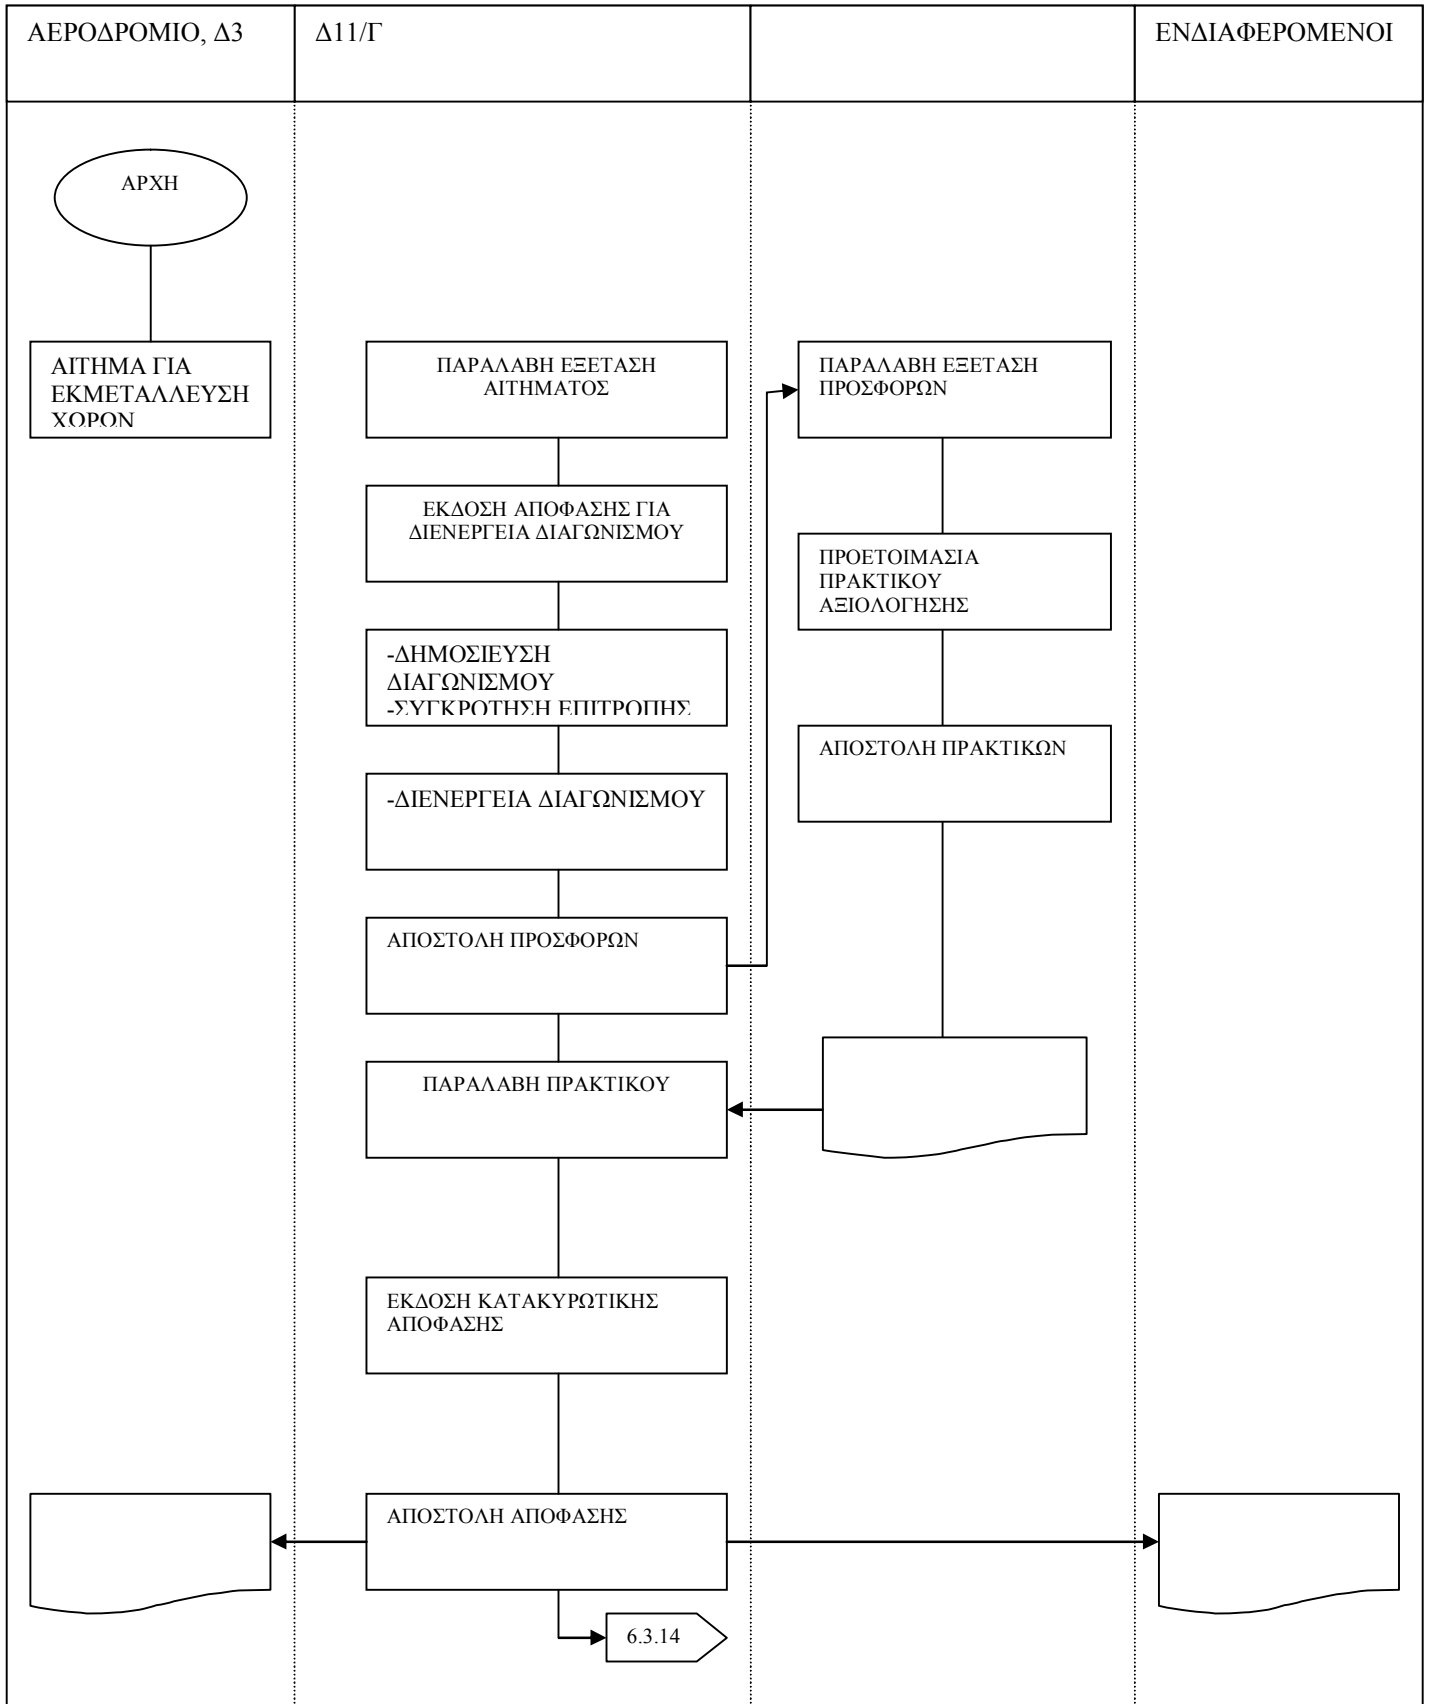 ΑΕΡΟΔΡΟΜΙΟ, Δ3
Δ11/Γ
ΕΝΔΙΑΦΕΡΟΜΕΝΟΙ
ΑΡΧΗ
ΑΙΤΗΜΑ ΓΙΑ
ΕΚΜΕΤΑΛΛΕΥΣΗ
ΧΩΡΩΝ
ΠΑΡΑΛΑΒΗ ΕΞΕΤΑΣΗ
ΑΙΤΗΜΑΤΟΣ
ΕΚΔΟΣΗ ΑΠΟΦΑΣΗΣ ΓΙΑ
ΔΙΕΝΕΡΓΕΙΑ ΔΙΑΓΩΝΙΣΜΟΥ
-ΔΗΜΟΣΙΕΥΣΗ
ΔΙΑΓΩΝΙΣΜΟΥ
-ΣΥΓΚΡΟΤΗΣΗ ΕΠΙΤΡΟΠΗΣ
-ΔΙΕΝΕΡΓΕΙΑ ΔΙΑΓΩΝΙΣΜΟΥ
ΑΠΟΣΤΟΛΗ ΠΡΟΣΦΟΡΩΝ
ΠΑΡΑΛΑΒΗ ΕΞΕΤΑΣΗ
ΠΡΟΣΦΟΡΩΝ
ΠΡΟΕΤΟΙΜΑΣΙΑ
ΠΡΑΚΤΙΚΟΥ
ΑΞΙΟΛΟΓΗΣΗΣ
ΑΠΟΣΤΟΛΗ ΠΡΑΚΤΙΚΩΝ
ΠΑΡΑΛΑΒΗ ΠΡΑΚΤΙΚΟΥ
ΕΚΔΟΣΗ ΚΑΤΑΚΥΡΩΤΙΚΗΣ
ΑΠΟΦΑΣΗΣ
ΑΠΟΣΤΟΛΗ ΑΠΟΦΑΣΗΣ
6.3.14